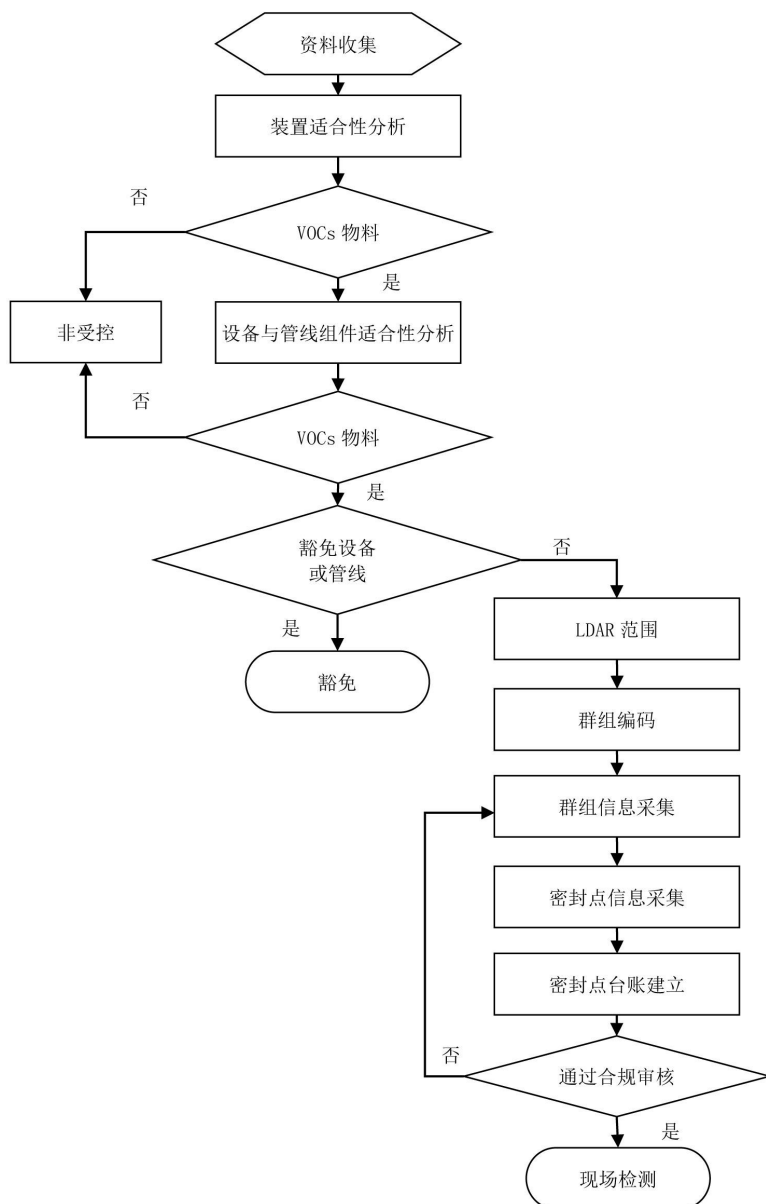 资料收集
装置适合性分析
否
VOCs 物料
是
非受控
设备与管线组件适合性分析
否
VOCs 物料
是
豁免设备
或管线
否
是
LDAR 范围
豁免
群组编码
群组信息采集
密封点信息采集
密封点台账建立
否
通过合规审核
是
现场检测